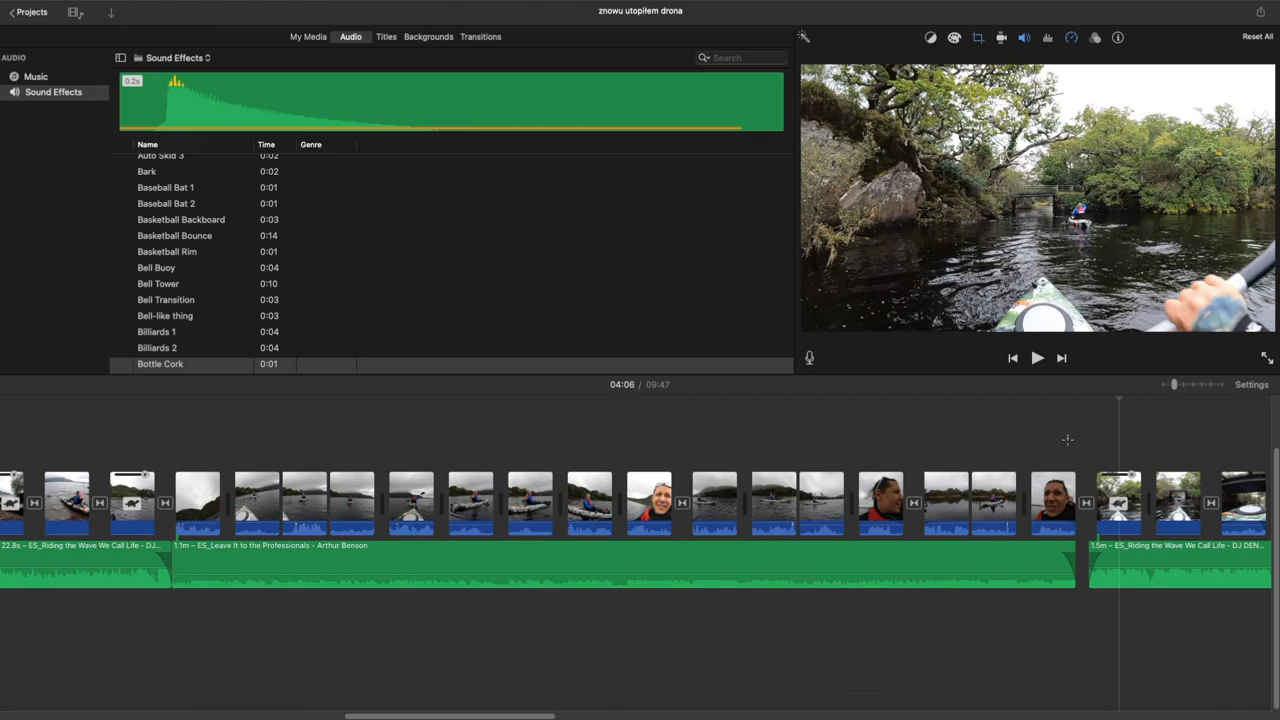 Projects
znowu utopiłem drona
My Media Audio Titles Backgrounds Transitions
Reset All
AUDIO
Sound Effects
Search
Music
Sound Effects
0.2s
Name Time Genre
Auto Skid 3 0:02
Bark 0:02
Baseball Bat 1 0:01
Baseball Bat 2 0:01
Basketball Backboard 0:03
Basketball Bounce 0:14
Basketball Rim 0:01
Bell Buoy 0:04
Bell Tower 0:10
Bell Transition 0:03
Bell-like thing 0:04
Billiards 1 0:04
Billiards 2 0:04
Bottle Cork 0:01
04:06 / 09:47
Settings
22.8s – ES_Riding the Wave We Call Life - DJ...
1.1m – ES_Leave It to the Professionals - Arthur Benson
1.5m – ES_Riding the Wave We Call Life - DJ DEN...